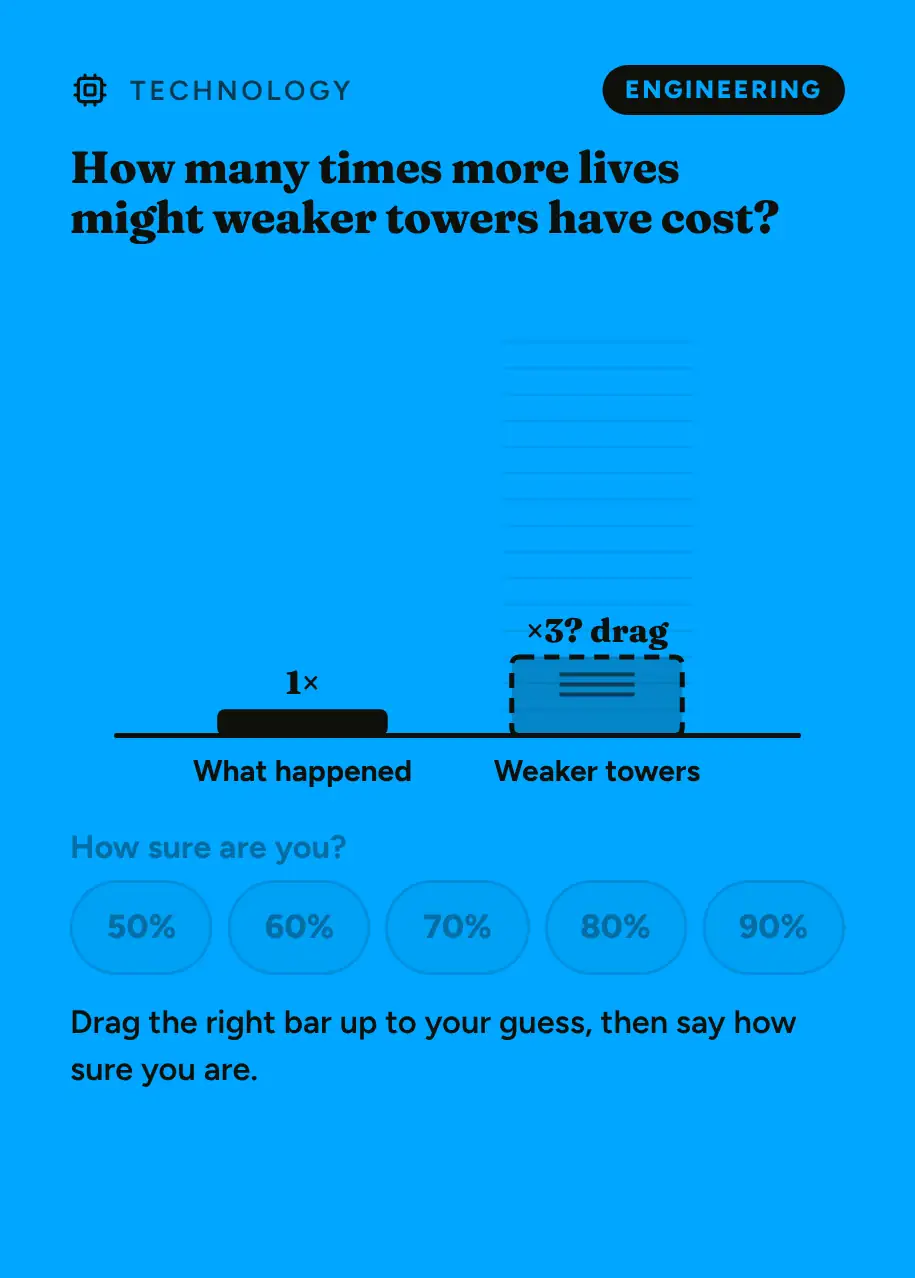 TECHNOLOGY
ENGINEERING
How many times more lives
might weaker towers have cost?
×3? drag
1×
What happened
Weaker towers
How sure are you?
50%
60%
70%
80%
90%
Drag the right bar up to your guess, then say how
sure you are.